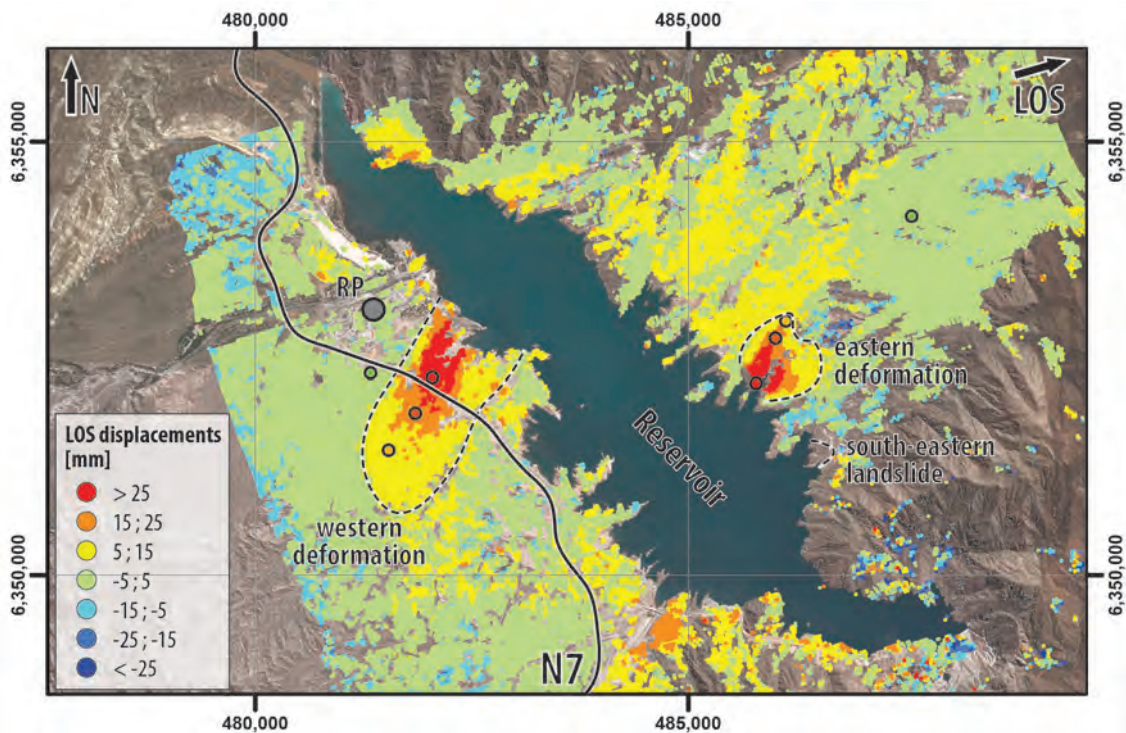 480,000
485,000
N
LOS
6,355,000
6,355,000
RP
eastern
deformation
Reservoir
south-eastern
landslide
western
deformation
LOS displacements
[mm]
> 25
15 ; 25
5 ; 15
-5 ; 5
-15 ; -5
-25 ; -15
< -25
6,350,000
6,350,000
N7
480,000
485,000